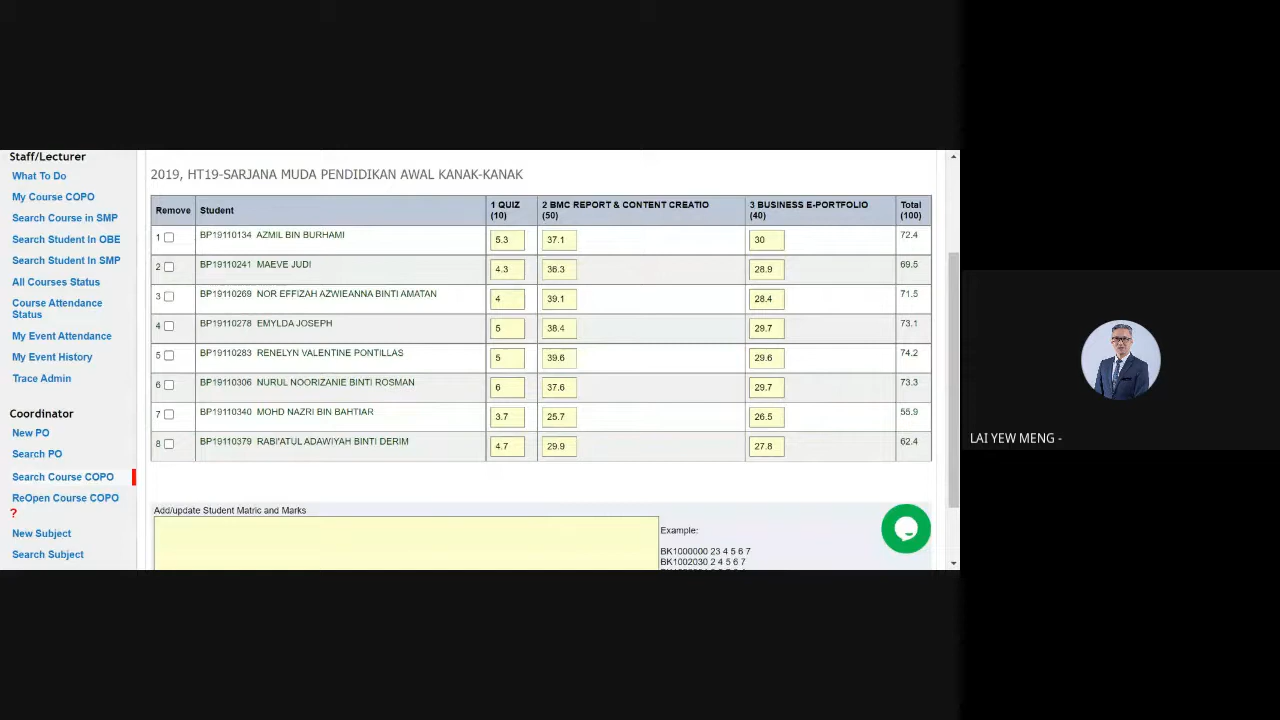 Staff/Lecturer
What To Do
My Course COPO
Search Course in SMP
Search Student In OBE
Search Student In SMP
All Courses Status
Course Attendance
Status
My Event Attendance
My Event History
Trace Admin
Coordinator
New PO
Search PO
Search Course COPO
ReOpen Course COPO
?
New Subject
Search Subject
2019, HT19-SARJANA MUDA PENDIDIKAN AWAL KANAK-KANAK
Remove Student 1 QUIZ (10) 2 BMC REPORT & CONTENT CREATIO (50) 3 BUSINESS E-PORTFOLIO (40) Total (100)
1 BP19110134 AZMIL BIN BURHAMI 5.3 37.1 30 72.4
2 BP19110241 MAEVE JUDI 4.3 36.3 28.9 69.5
3 BP19110269 NOR EFFIZAH AZWIEANNA BINTI AMATAN 4 39.1 28.4 71.5
4 BP19110278 EMYLDA JOSEPH 5 38.4 29.7 73.1
5 BP19110283 RENELYN VALENTINE PONTILLAS 5 39.6 29.6 74.2
6 BP19110306 NURUL NOORIZANIE BINTI ROSMAN 6 37.6 29.7 73.3
7 BP19110340 MOHD NAZRI BIN BAHTIAR 3.7 25.7 26.5 55.9
8 BP19110379 RABI'ATUL ADAWIYAH BINTI DERIM 4.7 29.9 27.8 62.4
Add/update Student Matric and Marks
Example:
BK1000000 23 4 5 6 7
BK1002030 2 4 5 6 7
LAI YEW MENG -